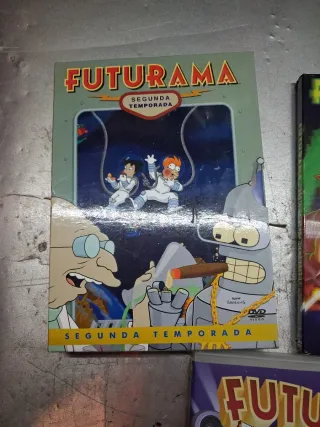 FUTURAMA
SEGUNDA
TEMPORADA
DVD
SEGUNDA TEMPORADA
FUTU